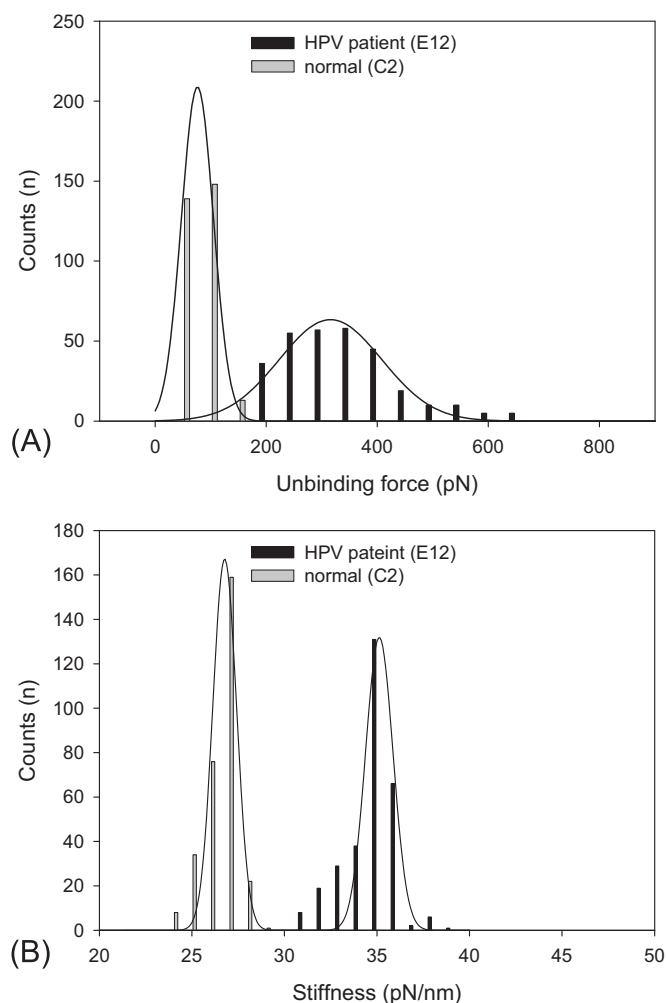 250
200
150
100
50
0
Counts (n)
HPV patient (E12)
normal (C2)
0 200 400 600 800
(A)
Unbinding force (pN)
180
160
140
120
100
80
60
40
20
0
Counts (n)
HPV pateint (E12)
normal (C2)
20 25 30 35 40 45 50
(B)
Stiffness (pN/nm)